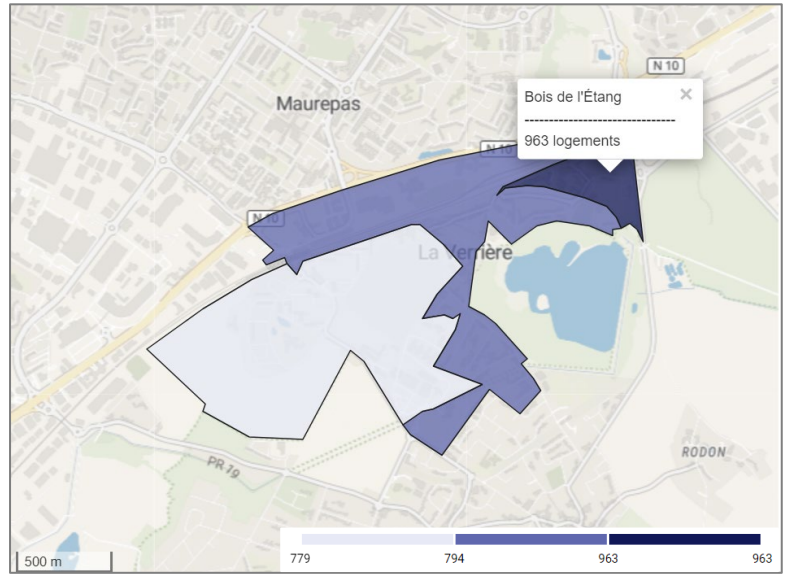 N 10
Bois de l'Étang
×
-------------------------------
963 logements
Maurepas
N 10
N 10
La Verrière
RODON
PR 19
500 m
779
794
963
963